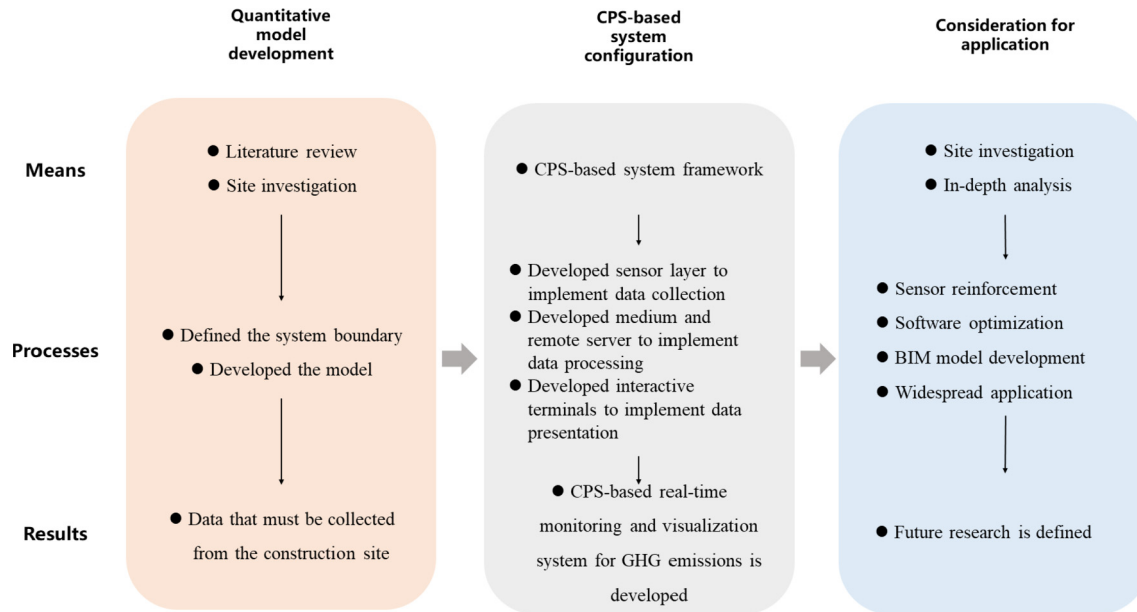 Quantitative
model
development
CPS-based
system
configuration
Consideration for
application
Means
● Literature review
● Site investigation
● CPS-based system framework
● Site investigation
● In-depth analysis
Processes
● Defined the system boundary
● Developed the model
● Developed sensor layer to
implement data collection
● Developed medium and
remote server to implement
data processing
● Developed interactive
terminals to implement data
presentation
● Sensor reinforcement
● Software optimization
● BIM model development
● Widespread application
Results
● Data that must be collected
from the construction site
● CPS-based real-time
monitoring and visualization
system for GHG emissions is
developed
● Future research is defined